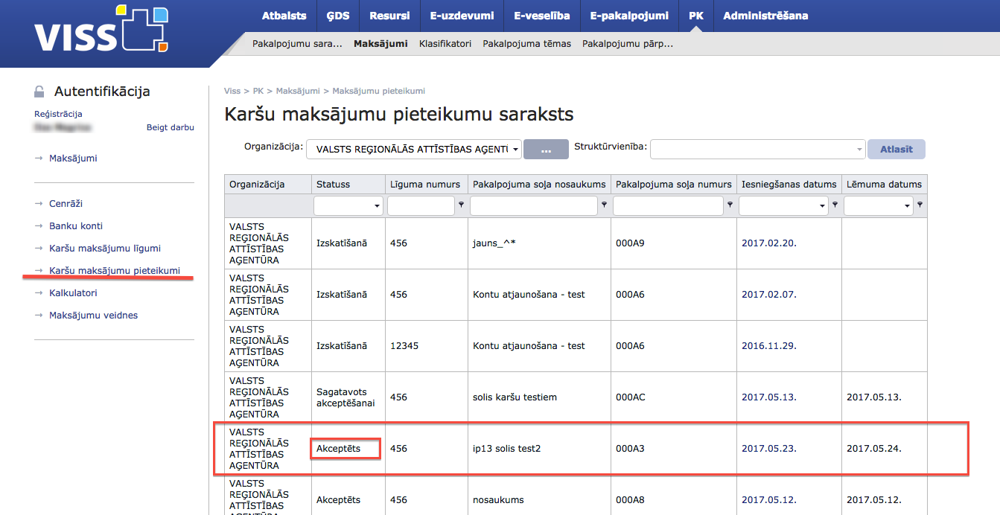 VISS
Atbalsts ĢDS Resursi E-uzdevumi E-veselība E-pakalpojumi PK Administrēšana
Pakalpojumu sara... Maksājumi Klasifikatori Pakalpojuma tēmas Pakalpojumu pārp...
Autentifikācija
Reģistrācija
Beigt darbu
→ Maksājumi
→ Cenrāži
→ Banku konti
→ Karšu maksājumu līgumi
→ Karšu maksājumu pieteikumi
→ Kalkulatori
→ Maksājumu veidnes
Viss > PK > Maksājumi > Maksājumu pieteikumi
Karšu maksājumu pieteikumu saraksts
Organizācija: VALSTS REĢIONĀLĀS ATTĪSTĪBAS AĢENTŪ ... Struktūrvienība: Atlasīt
Organizācija Statuss Līguma numurs Pakalpojuma soļa nosaukums Pakalpojuma soļa numurs Iesniegšanas datums Lēmuma datums
VALSTS
REĢIONĀLĀS
ATTĪSTĪBAS
AĢENTŪRA
Izskatīšanā 456 jauns_^* 000A9 2017.02.20.
VALSTS
REĢIONĀLĀS
ATTĪSTĪBAS
AĢENTŪRA
Izskatīšanā 456 Kontu atjaunošana - test 000A6 2017.02.07.
VALSTS
REĢIONĀLĀS
ATTĪSTĪBAS
AĢENTŪRA
Izskatīšanā 12345 Kontu atjaunošana - test 000A6 2016.11.29.
VALSTS
REĢIONĀLĀS
ATTĪSTĪBAS
AĢENTŪRA
Sagatavots
akceptēšanai
456 solis karšu testiem 000AC 2017.05.13. 2017.05.13.
VALSTS
REĢIONĀLĀS
ATTĪSTĪBAS
AĢENTŪRA
Akceptēts 456 ip13 solis test2 000A3 2017.05.23. 2017.05.24.
VALSTS
REĢIONĀLĀS
ATTĪSTĪBAS
Akceptēts 456 nosaukums 000A8 2017.05.12. 2017.05.12.